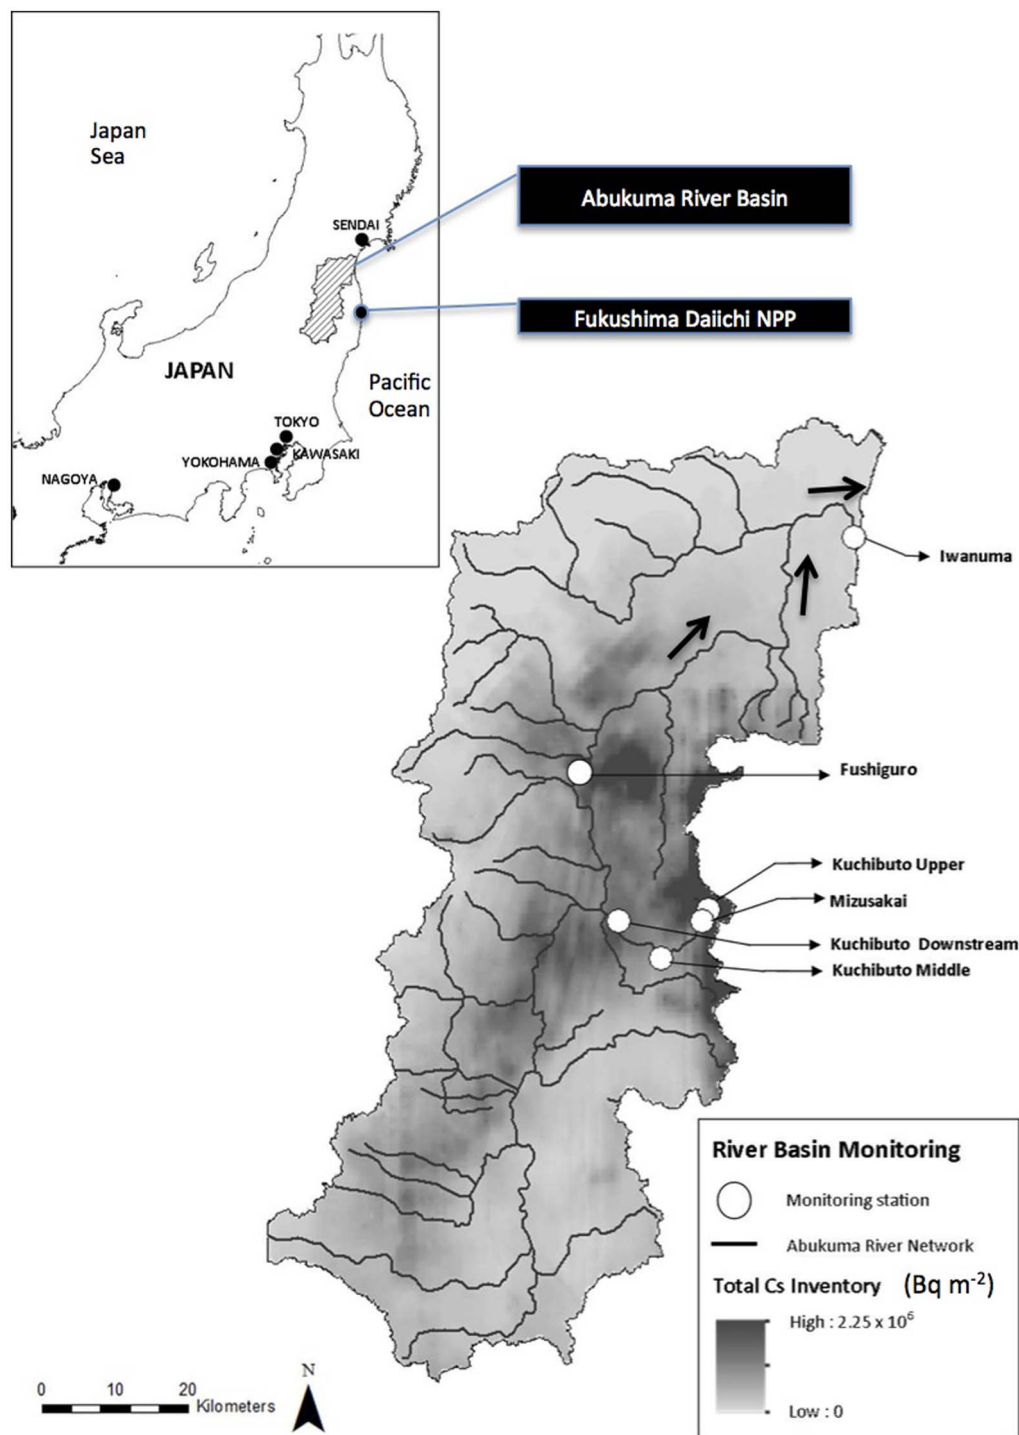 Japan
Sea
Abukuma River Basin
SENDAI
Fukushima Daiichi NPP
JAPAN
Pacific
Ocean
TOKYO
KAWASAKI
YOKOHAMA
NAGOYA
Iwanuma
Fushiguro
Kuchibuto Upper
Mizusakai
Kuchibuto Downstream
Kuchibuto Middle
River Basin Monitoring
Monitoring station
Abukuma River Network
Total Cs Inventory (Bq m⁻²)
High : 2.25 x 10⁶
Low : 0
N
0 10 20
Kilometers